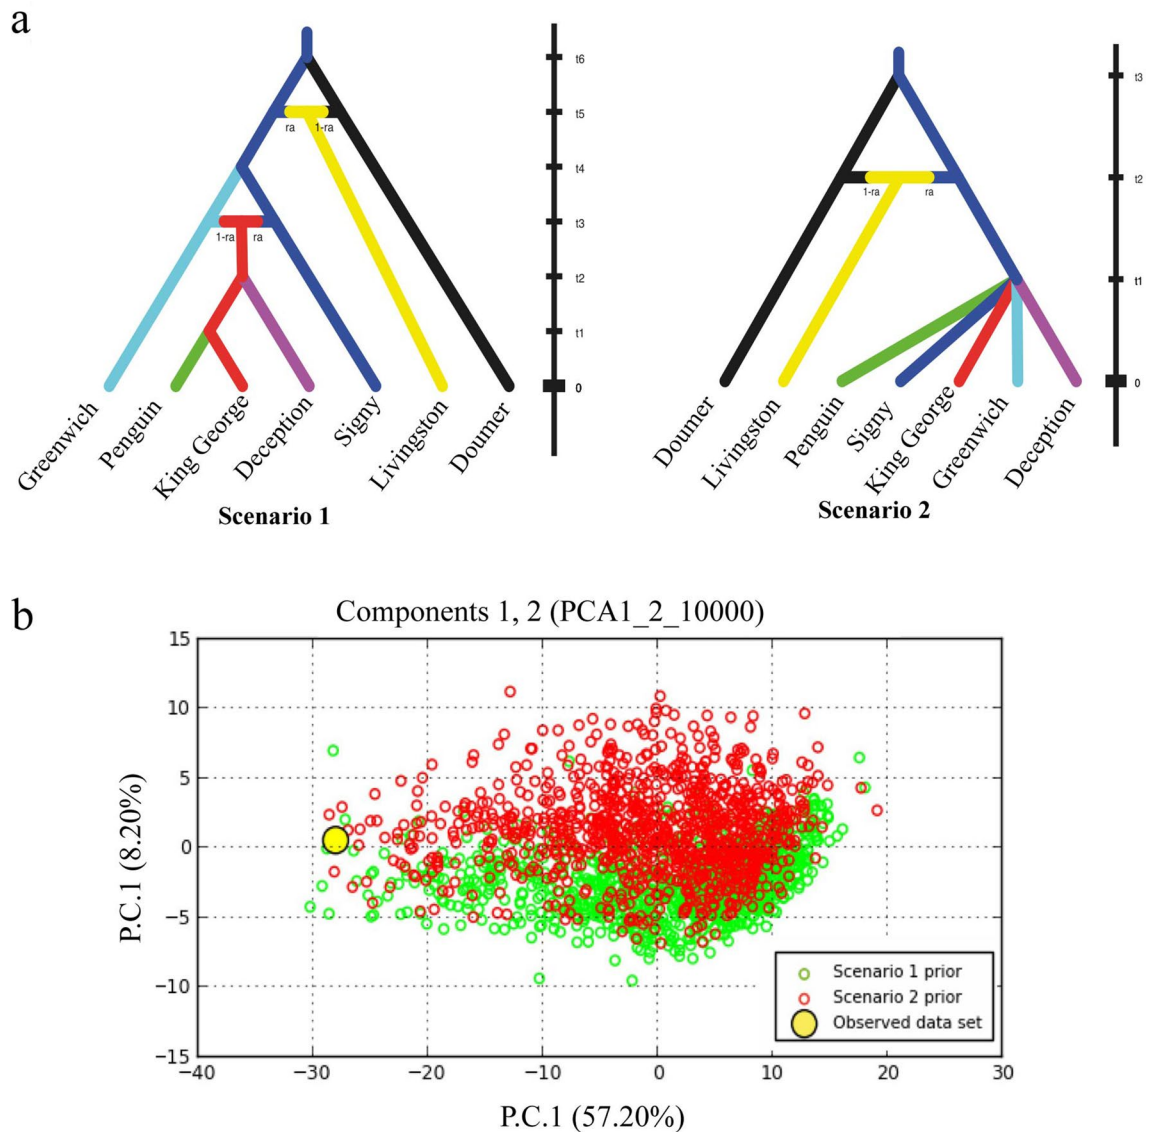 a
t6
t5
t4
t3
t2
t1
0
ra
1-ra
1-ra
ra
Greenwich
Penguin
King George
Deception
Signy
Livingston
Doumer
Scenario 1
t3
t2
t1
0
1-ra
ra
Doumer
Livingston
Penguin
Signy
King George
Greenwich
Deception
Scenario 2
b
Components 1, 2 (PCA1_2_10000)
P.C.1 (8.20%)
15
10
5
0
−5
−10
−15
−40
−30
−20
−10
0
10
20
30
P.C.1 (57.20%)
Scenario 1 prior
Scenario 2 prior
Observed data set